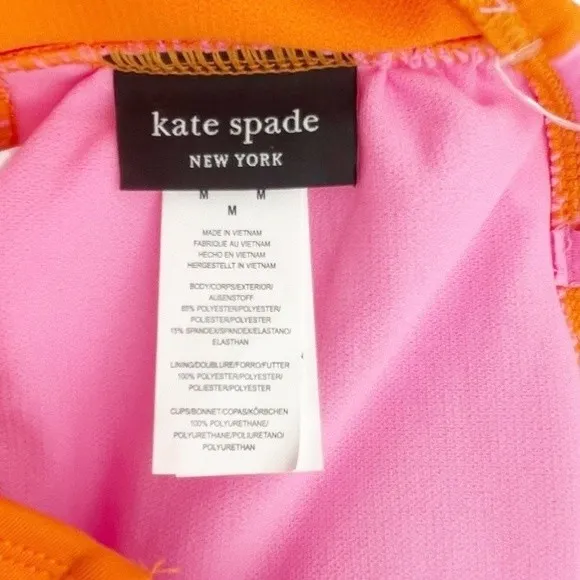 kate spade
NEW YORK
M M
M
MADE IN VIETNAM
FABRIQUE AU VIETNAM
HECHO EN VIETNAM
HERGESTELLT IN VIETNAM
BODY/CORPS/EXTERIOR/
AUßENSTOFF
85% POLYESTER/POLYESTER/
POLIESTER/POLYESTER
15% SPANDEX/SPANDEX/ELASTANO/
ELASTHAN
LINING/DOUBLURE/FORRO/FUTTER
100% POLYESTER/POLYESTER/
POLIESTER/POLYESTER
CUPS/BONNET/COPAS/KÖRBCHEN
100% POLYURETHANE/
POLYURETHANE/POLIURETANO/
POLYURETHAN